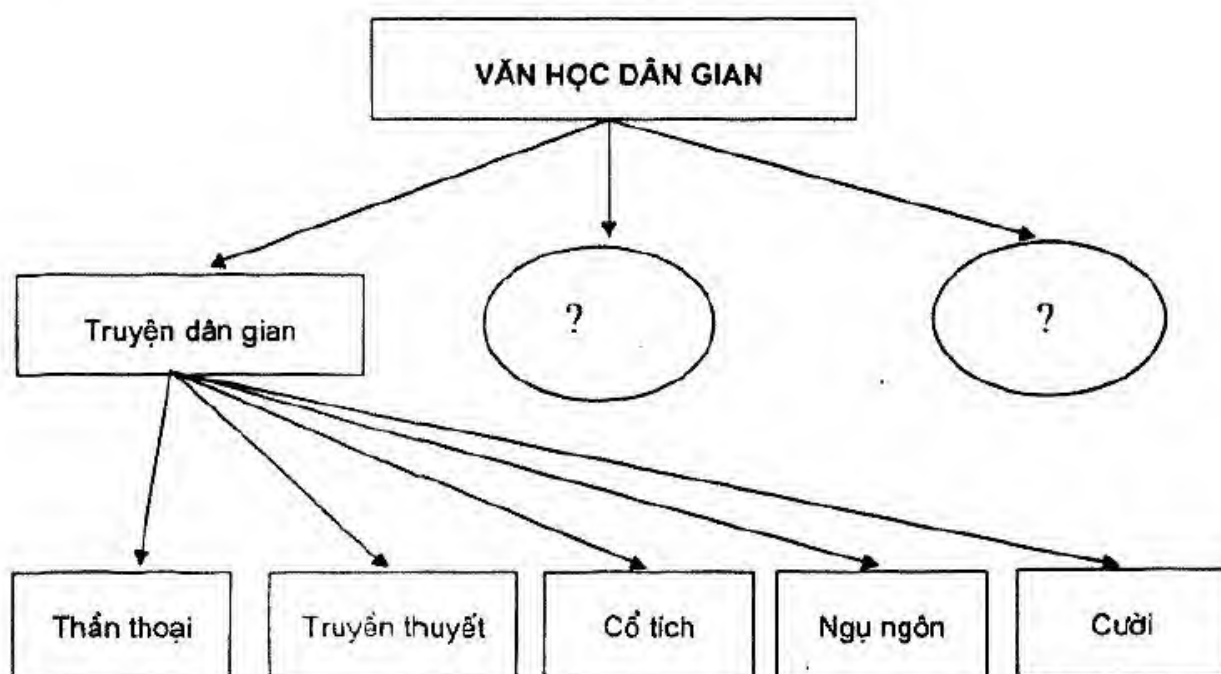 VĂN HỌC DÂN GIAN
Truyện dân gian
?
?
Thần thoại
Truyền thuyết
Cổ tích
Ngụ ngôn
Cười